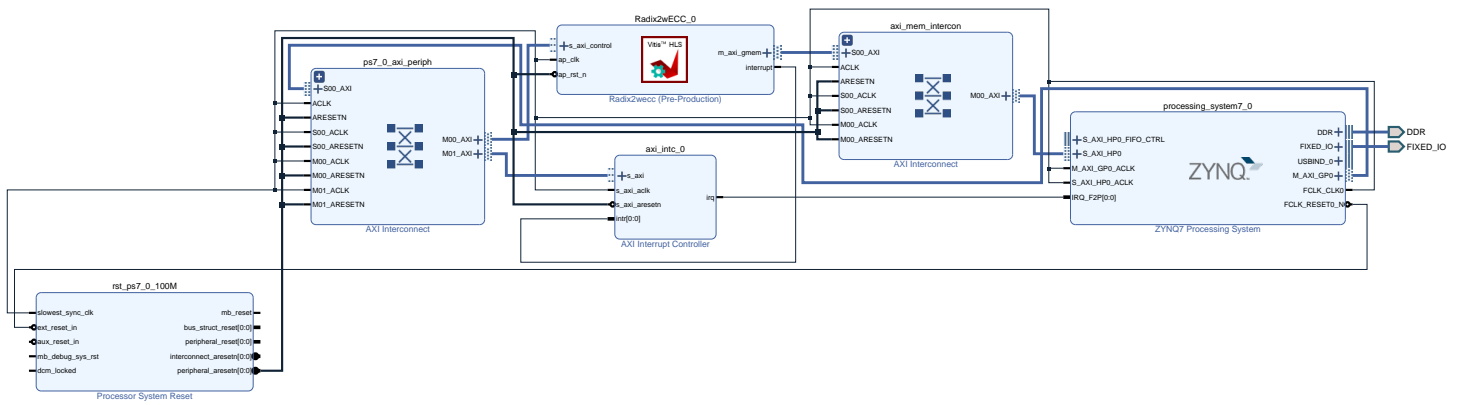 ps7_0_axi_periph
S00_AXI
ACLK
ARESETN
S00_ACLK
S00_ARESETN
M00_ACLK
M00_ARESETN
M01_ACLK
M01_ARESETN
M00_AXI
M01_AXI
AXI Interconnect
Radix2wECC_0
s_axi_control
ap_clk
ap_rst_n
Vitis™ HLS
m_axi_gmem
interrupt
Radix2wecc (Pre-Production)
axi_intc_0
s_axi
s_axi_aclk
s_axi_aresetn
intr[0:0]
irq
AXI Interrupt Controller
axi_mem_intercon
S00_AXI
ACLK
ARESETN
S00_ACLK
S00_ARESETN
M00_ACLK
M00_ARESETN
M00_AXI
AXI Interconnect
processing_system7_0
S_AXI_HP0_FIFO_CTRL
S_AXI_HP0
M_AXI_GP0_ACLK
S_AXI_HP0_ACLK
IRQ_F2P[0:0]
ZYNQ
DDR
FIXED_IO
USBIND_0
M_AXI_GP0
FCLK_CLK0
FCLK_RESET0_N
ZYNQ7 Processing System
DDR
FIXED_IO
rst_ps7_0_100M
slowest_sync_clk
ext_reset_in
aux_reset_in
mb_debug_sys_rst
dcm_locked
mb_reset
bus_struct_reset[0:0]
peripheral_reset[0:0]
interconnect_aresetn[0:0]
peripheral_aresetn[0:0]
Processor System Reset